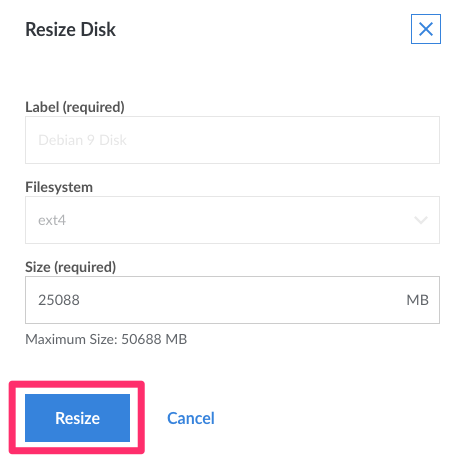 Resize Disk
Label (required)
Debian 9 Disk
Filesystem
ext4
Size (required)
25088 MB
Maximum Size: 50688 MB
Resize Cancel